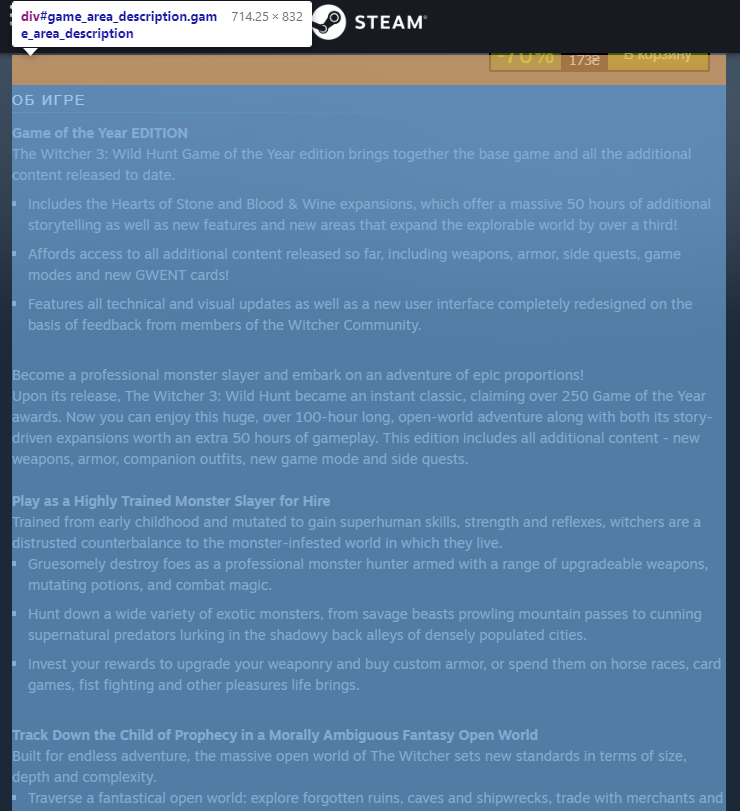 div#game_area_description.gam 714.25 × 832
e_area_description
STEAM
-70%
173₴
В корзину
ОБ ИГРЕ
Game of the Year EDITION
The Witcher 3: Wild Hunt Game of the Year edition brings together the base game and all the additional
content released to date.
Includes the Hearts of Stone and Blood & Wine expansions, which offer a massive 50 hours of additional
storytelling as well as new features and new areas that expand the explorable world by over a third!
Affords access to all additional content released so far, including weapons, armor, side quests, game
modes and new GWENT cards!
Features all technical and visual updates as well as a new user interface completely redesigned on the
basis of feedback from members of the Witcher Community.
Become a professional monster slayer and embark on an adventure of epic proportions!
Upon its release, The Witcher 3: Wild Hunt became an instant classic, claiming over 250 Game of the Year
awards. Now you can enjoy this huge, over 100-hour long, open-world adventure along with both its story-
driven expansions worth an extra 50 hours of gameplay. This edition includes all additional content - new
weapons, armor, companion outfits, new game mode and side quests.
Play as a Highly Trained Monster Slayer for Hire
Trained from early childhood and mutated to gain superhuman skills, strength and reflexes, witchers are a
distrusted counterbalance to the monster-infested world in which they live.
Gruesomely destroy foes as a professional monster hunter armed with a range of upgradeable weapons,
mutating potions, and combat magic.
Hunt down a wide variety of exotic monsters, from savage beasts prowling mountain passes to cunning
supernatural predators lurking in the shadowy back alleys of densely populated cities.
Invest your rewards to upgrade your weaponry and buy custom armor, or spend them on horse races, card
games, fist fighting and other pleasures life brings.
Track Down the Child of Prophecy in a Morally Ambiguous Fantasy Open World
Built for endless adventure, the massive open world of The Witcher sets new standards in terms of size,
depth and complexity.
Traverse a fantastical open world: explore forgotten ruins, caves and shipwrecks, trade with merchants and